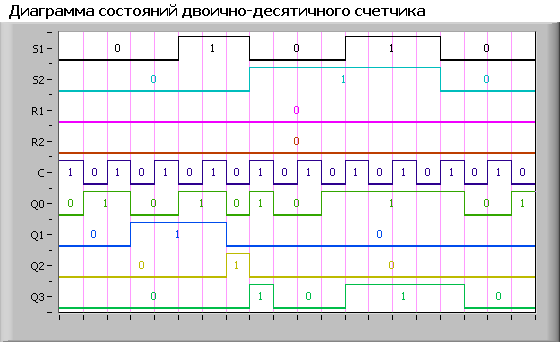 Диаграмма состояний двоично-десятичного счетчика
S1 0 1 0 1 0
S2 0 1 0
R1 0
R2 0
C 1 0 1 0 1 0 1 0 1 0 1 0 1 0 1 0 1 0 1 0
Q0 0 1 0 1 0 1 0 1 0 1
Q1 0 1 0
Q2 0 1 0
Q3 0 1 0 1 0